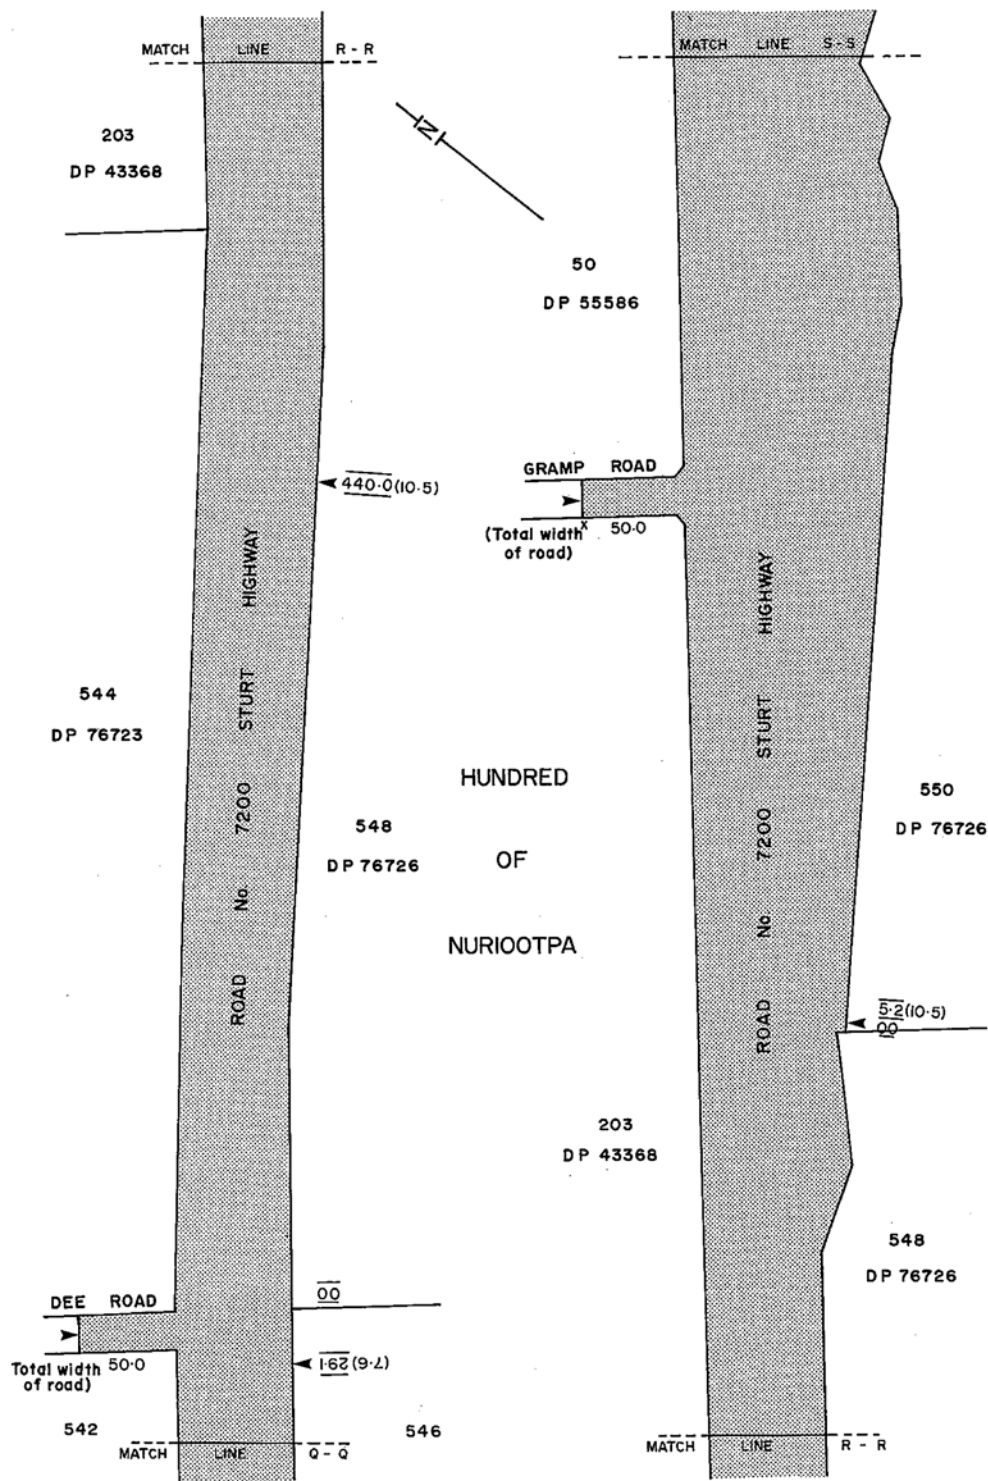 MATCH LINE R - R
203
DP 43368
N
440·0(10·5)
ROAD No 7200 STURT HIGHWAY
544
DP 76723
548
DP 76726
00
DEE ROAD
50·0
Total width
of road)
29·1(7·6)
542
546
MATCH LINE Q - Q
HUNDRED
OF
NURIOOTPA
MATCH LINE S - S
50
DP 55586
GRAMP ROAD
(Total width x 50·0
of road)
ROAD No 7200 STURT HIGHWAY
550
DP 76726
5·2(10·5)
00
203
DP 43368
548
DP 76726
MATCH LINE R - R